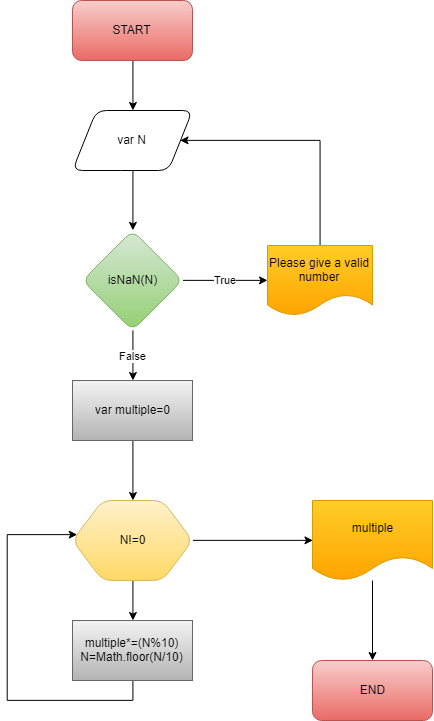 START
var N
isNaN(N)
True
Please give a valid
number
False
var multiple=0
N!=0
multiple
multiple*=(N%10)
N=Math.floor(N/10)
END